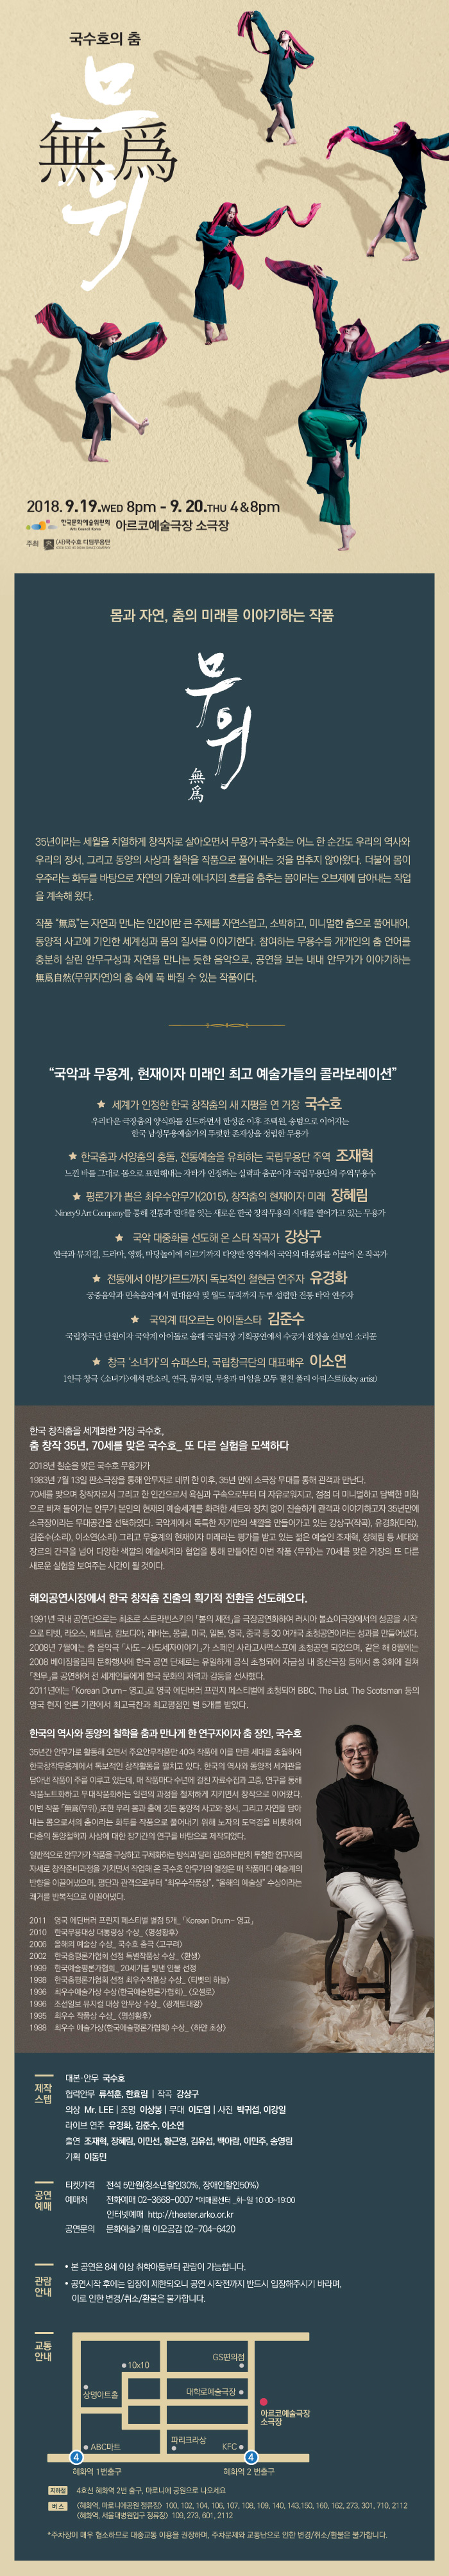 국수호의 춤
무위
無爲
2018. 9.19.WED 8pm - 9. 20.THU 4&8pm
한국문화예술위원회 아르코예술극장 소극장
Arts Council Korea
주최 (사)국수호 디딤무용단
몸과 자연, 춤의 미래를 이야기하는 작품
무위
無爲
35년이라는 세월을 치열하게 창작자로 살아오면서 무용가 국수호는 어느 한 순간도 우리의 역사와
우리의 정서, 그리고 동양의 사상과 철학을 작품으로 풀어내는 것을 멈추지 않아왔다. 더불어 몸이
우주라는 화두를 바탕으로 자연의 기운과 에너지의 흐름을 춤추는 몸이라는 오브제에 담아내는 작업
을 계속해 왔다.
작품 “無爲”는 자연과 만나는 인간이란 큰 주제를 자연스럽고, 소박하고, 미니멀한 춤으로 풀어내어,
동양적 사고에 기인한 세계성과 몸의 질서를 이야기한다. 참여하는 무용수들 개개인의 춤 언어를
충분히 살린 안무구성과 자연을 만나는 듯한 음악으로, 공연을 보는 내내 안무가가 이야기하는
無爲自然(무위자연)의 춤 속에 푹 빠질 수 있는 작품이다.
“국악과 무용계, 현재이자 미래인 최고 예술가들의 콜라보레이션”
★ 세계가 인정한 한국 창작춤의 새 지평을 연 거장 국수호
우리다운 극장춤의 양식화를 선도하면서 한성준 이후 조택원, 송범으로 이어지는
한국 남성무용예술가의 뚜렷한 존재상을 정립한 무용가
★ 한국춤과 서양춤의 충돌, 전통예술을 유희하는 국립무용단 주역 조재혁
느낀 바를 그대로 몸으로 표현해내는 자타가 인정하는 실력파 춤꾼이자 국립무용단의 주역무용수
★ 평론가가 뽑은 최우수안무가(2015), 창작춤의 현재이자 미래 장혜림
Ninety9 Art Company를 통해 전통과 현대를 잇는 새로운 한국 창작무용의 시대를 열어가고 있는 무용가
★ 국악 대중화를 선도해 온 스타 작곡가 강상구
연극과 뮤지컬, 드라마, 영화, 마당놀이에 이르기까지 다양한 영역에서 국악의 대중화를 이끌어 온 작곡가
★ 전통에서 아방가르드까지 독보적인 철현금 연주자 유경화
궁중음악과 민속음악에서 현대음악 및 월드 뮤직까지 두루 섭렵한 전통 타악 연주자
★ 국악계 떠오르는 아이돌스타 김준수
국립창극단 단원이자 국악계 아이돌로 올해 국립극장 기획공연에서 수궁가 완창을 선보인 소리꾼
★ 창극 ‘소녀가’의 슈퍼스타, 국립창극단의 대표배우 이소연
1인극 창극 <소녀가>에서 판소리, 연극, 뮤지컬, 무용과 마임을 모두 펼친 폴리 아티스트(foley artist)
한국 창작춤을 세계화한 거장 국수호,
춤 창작 35년, 70세를 맞은 국수호_ 또 다른 실험을 모색하다
2018년 칠순을 맞은 국수호 무용가가
1983년 7월 13일 판소극장을 통해 안무자로 데뷔 한 이후, 35년 만에 소극장 무대를 통해 관객과 만난다.
70세를 맞으며 창작자로서 그리고 한 인간으로서 욕심과 구속으로부터 더 자유로워지고, 점점 더 미니멀하고 담백한 미학
으로 빠져 들어가는 안무가 본인의 현재의 예술세계를 화려한 세트와 장치 없이 진솔하게 관객과 이야기하고자 35년만에
소극장이라는 무대공간을 선택하였다. 국악계에서 독특한 자기만의 색깔을 만들어가고 있는 강상구(작곡), 유경화(타악),
김준수(소리), 이소연(소리) 그리고 무용계의 현재이자 미래라는 평가를 받고 있는 젊은 예술인 조재혁, 장혜림 등 세대와
장르의 간극을 넘어 다양한 색깔의 예술세계와 협업을 통해 만들어진 이번 작품 <무위>는 70세를 맞은 거장의 또 다른
새로운 실험을 보여주는 시간이 될 것이다.
해외공연시장에서 한국 창작춤 진출의 획기적 전환을 선도해오다.
1991년 국내 공연단으로는 최초로 스트라빈스키의 「봄의 제전」을 극장공연화하여 러시아 볼쇼이극장에서의 성공을 시작
으로 티벳, 라오스, 베트남, 캄보디아, 레바논, 몽골, 미국, 일본, 영국, 중국 등 30 여개국 초청공연이라는 성과를 만들어냈다.
2008년 7월에는 춤 음악극 「사도-사도세자이야기」가 스페인 사라고사엑스포에 초청공연 되었으며, 같은 해 8월에는
2008 베이징올림픽 문화행사에 한국 공연 단체로는 유일하게 공식 초청되어 자금성 내 중산극장 등에서 총 3회에 걸쳐
「천무」를 공연하여 전 세계인들에게 한국 문화의 저력과 감동을 선사했다.
2011년에는 「Korean Drum- 영고」로 영국 에딘버러 프린지 페스티벌에 초청되어 BBC, The List, The Scotsman 등의
영국 현지 언론 기관에서 최고극찬과 최고평점인 별 5개를 받았다.
한국의 역사와 동양의 철학을 춤과 만나게 한 연구자이자 춤 장인, 국수호
35년간 안무가로 활동해 오면서 주요안무작품만 40여 작품에 이를 만큼 세대를 초월하여
한국창작무용계에서 독보적인 창작활동을 펼치고 있다. 한국의 역사와 동양적 세계관을
담아낸 작품이 주를 이루고 있는데, 매 작품마다 수년에 걸친 자료수집과 고증, 연구를 통해
작품노트화하고 무대작품화하는 일련의 과정을 철저하게 지키면서 창작으로 이어왔다.
이번 작품 「無爲(무위)」또한 우리 몸과 춤에 깃든 동양적 사고와 정서, 그리고 자연을 담아
내는 몸으로서의 춤이라는 화두를 작품으로 풀어내기 위해 노자의 도덕경을 비롯하여
다층의 동양철학과 사상에 대한 장기간의 연구를 바탕으로 제작되었다.
일반적으로 안무가가 작품을 구상하고 구체화하는 방식과 달리 집요하리만치 투철한 연구자의
자세로 창작준비과정을 거치면서 작업해 온 국수호 안무가의 열정은 매 작품마다 예술계의
반향을 이끌어냈으며, 평단과 관객으로부터 “최우수작품상”, “올해의 예술상” 수상이라는
쾌거를 반복적으로 이끌어냈다.
2011 영국 에딘버러 프린지 페스티벌 별점 5개_ 「Korean Drum- 영고」
2010 한국무용대상 대통령상 수상_ <명성황후>
2006 올해의 예술상 수상_ 국수호 춤극 <고구려>
2002 한국춤평론가협회 선정 특별작품상 수상_ <환생>
1999 한국예술평론가협회_ 20세기를 빛낸 인물 선정
1998 한국춤평론가협회 선정 최우수작품상 수상_ <티벳의 하늘>
1996 최우수예술가상 수상(한국예술평론가협회)_ <오셀로>
1996 조선일보 뮤지컬 대상 안무상 수상_ <광개토대왕>
1995 최우수 작품상 수상_ <명성황후>
1988 최우수 예술가상(한국예술평론가협회) 수상_ <하얀 초상>
제작
스텝
대본·안무 국수호
협력안무 류석훈, 한효림 | 작곡 강상구
의상 Mr. LEE | 조명 이상봉 | 무대 이도엽 | 사진 박귀섭, 이강일
라이브 연주 유경화, 김준수, 이소연
출연 조재혁, 장혜림, 이민선, 황근영, 김유섭, 백아람, 이민주, 송영림
기획 이동민
공연
예매
티켓가격 전석 5만원(청소년할인30%, 장애인할인50%)
예매처 전화예매 02-3668-0007 *예매콜센터 _화-일 10:00-19:00
인터넷예매 http://theater.arko.or.kr
공연문의 문화예술기획 이오공감 02-704-6420
관람
안내
• 본 공연은 8세 이상 취학아동부터 관람이 가능합니다.
• 공연시작 후에는 입장이 제한되오니 공연 시작전까지 반드시 입장해주시기 바라며,
이로 인한 변경/취소/환불은 불가합니다.
교통
안내
GS편의점
10x10
상명아트홀
대학로예술극장
아르코예술극장
소극장
파리크라상
ABC마트
KFC
4
4
혜화역 1번출구
혜화역 2 번출구
지하철 4호선 혜화역 2번 출구, 마로니에 공원으로 나오세요
버 스 <혜화역, 마로니에공원 정류장> 100, 102, 104, 106, 107, 108, 109, 140, 143,150, 160, 162, 273, 301, 710, 2112
<혜화역, 서울대병원입구 정류장> 109, 273, 601, 2112
*주차장이 매우 협소하므로 대중교통 이용을 권장하며, 주차문제와 교통난으로 인한 변경/취소/환불은 불가합니다.